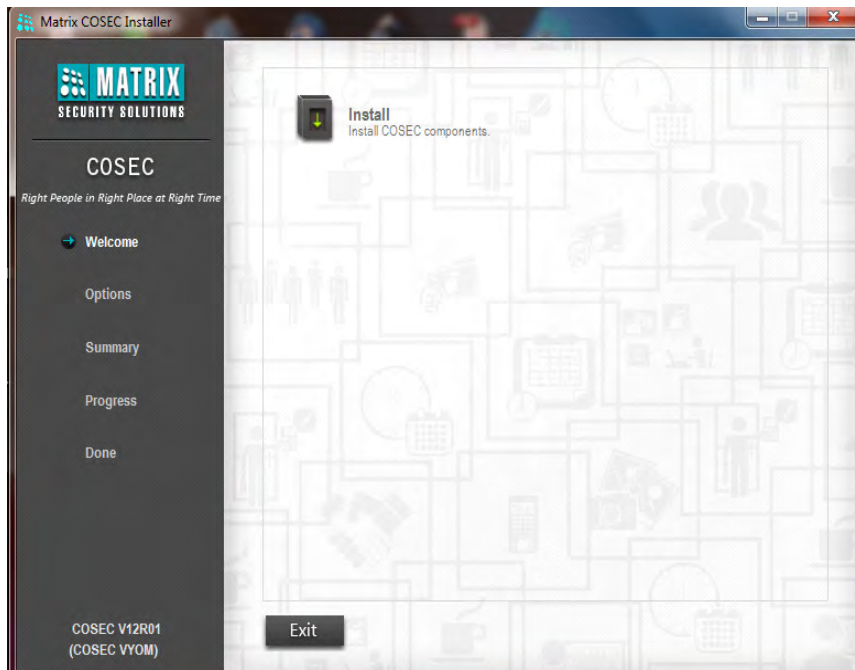 Matrix COSEC Installer
MATRIX
SECURITY SOLUTIONS
COSEC
Right People in Right Place at Right Time
Welcome
Options
Summary
Progress
Done
COSEC V12R01
(COSEC VYOM)
Install
Install COSEC components.
Exit